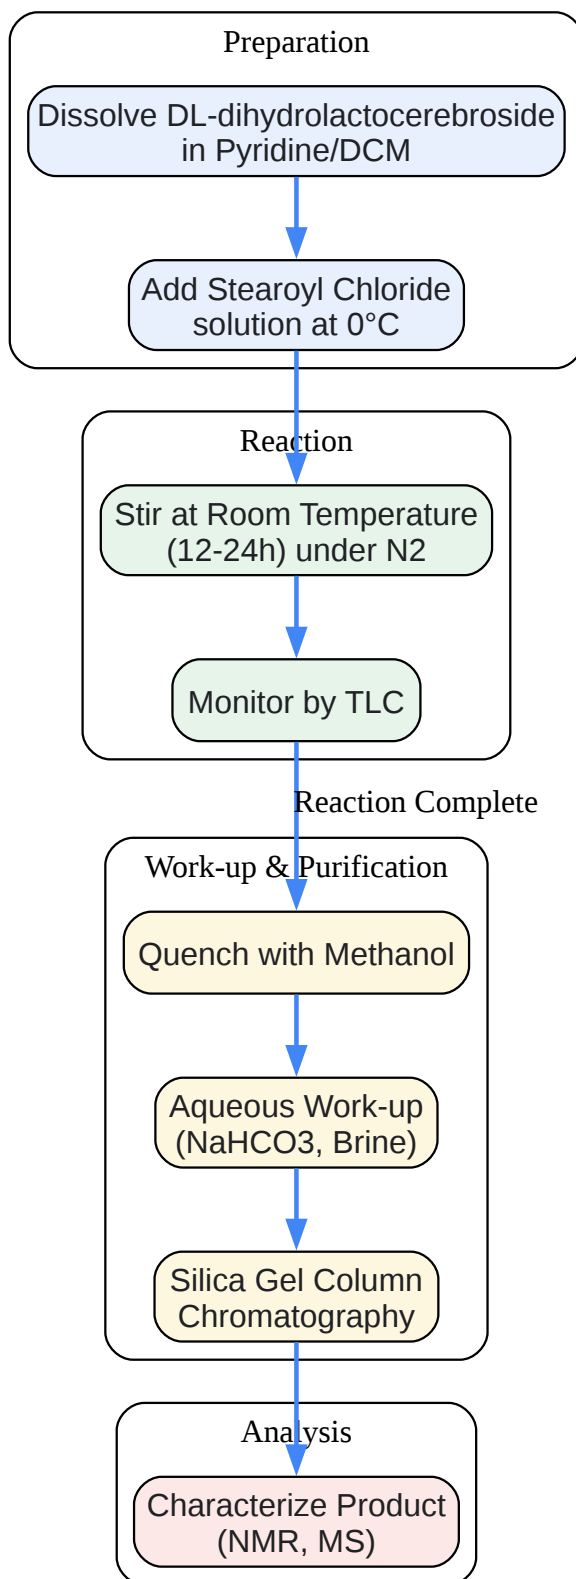 Preparation
Dissolve DL-dihydrolactocerebroside
in Pyridine/DCM
Add Stearoyl Chloride
solution at 0°C
Reaction
Stir at Room Temperature
(12-24h) under N2
Monitor by TLC
Reaction Complete
Work-up & Purification
Quench with Methanol
Aqueous Work-up
(NaHCO3, Brine)
Silica Gel Column
Chromatography
Analysis
Characterize Product
(NMR, MS)